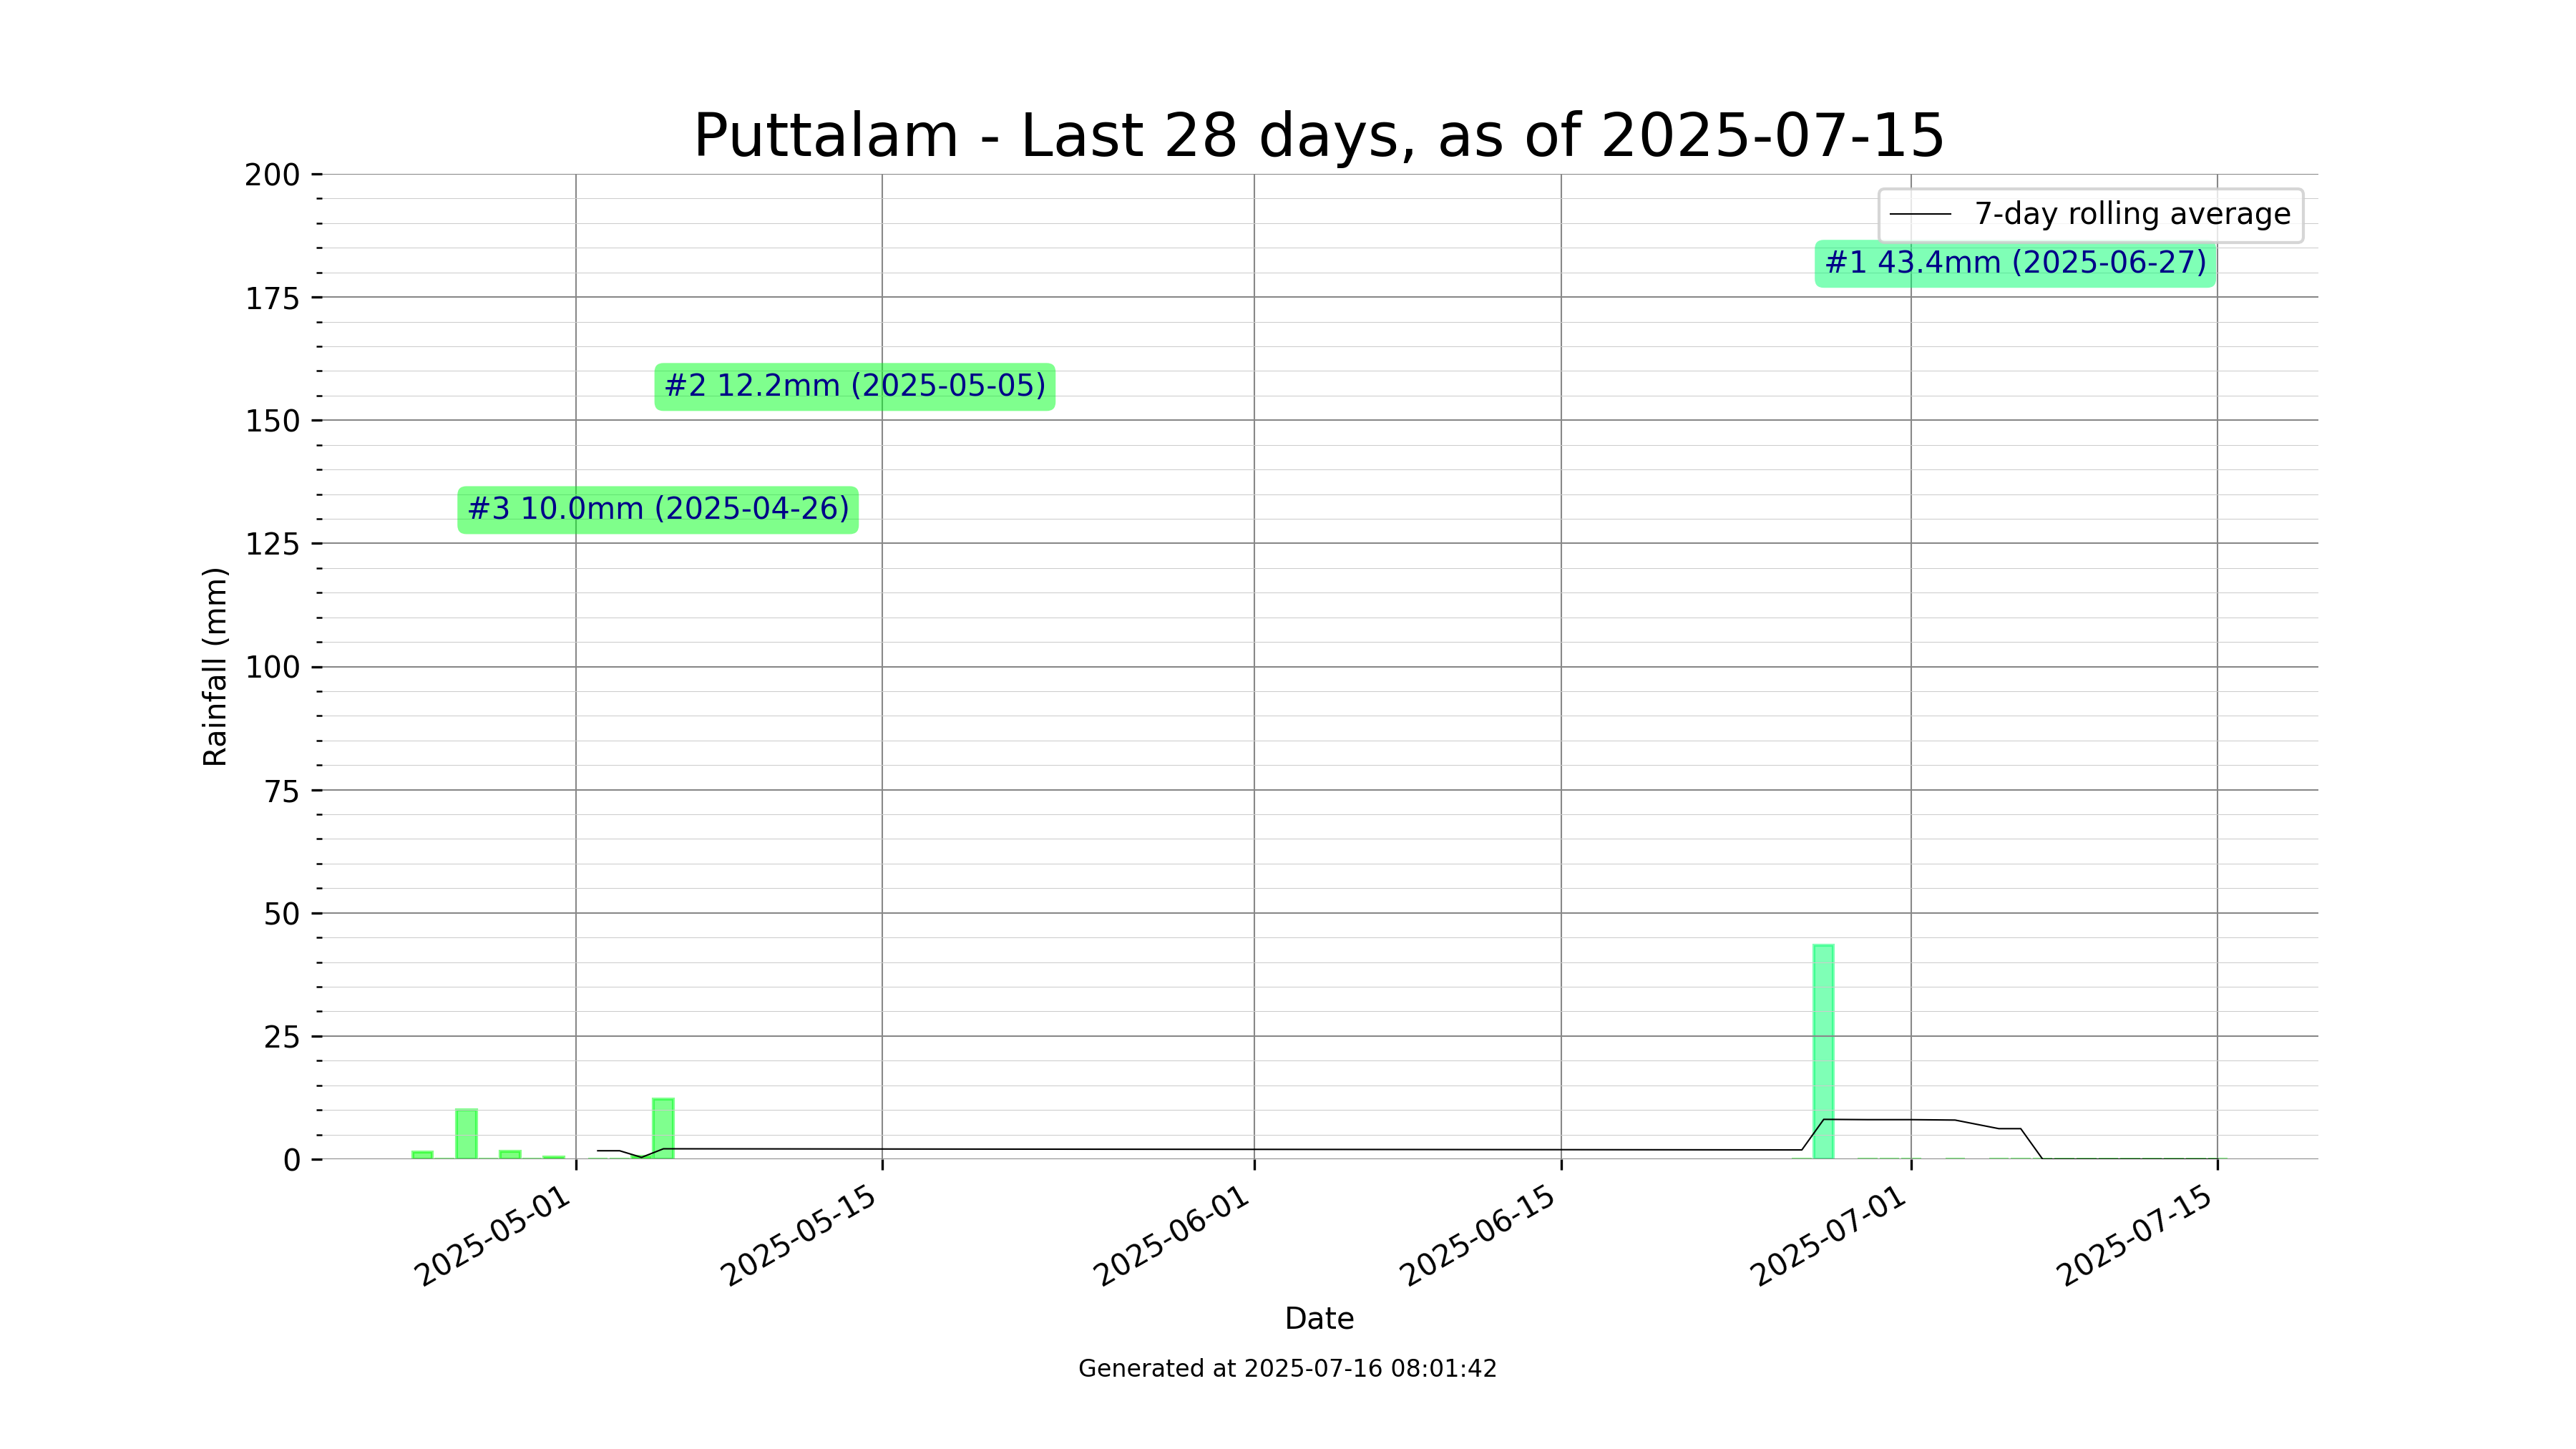 Puttalam - Last 28 days, as of 2025-07-15
200
175
150
125
100
75
50
25
0
Rainfall (mm)
7-day rolling average
#1 43.4mm (2025-06-27)
#2 12.2mm (2025-05-05)
#3 10.0mm (2025-04-26)
2025-05-01
2025-05-15
2025-06-01
2025-06-15
2025-07-01
2025-07-15
Date
Generated at 2025-07-16 08:01:42